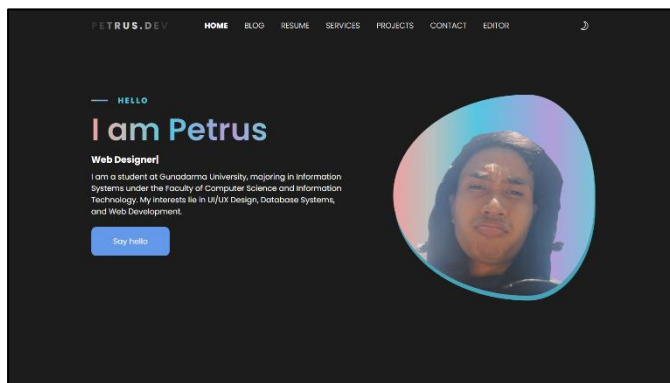 PETRUS.DEV HOME BLOG RESUME SERVICES PROJECTS CONTACT EDITOR
HELLO
I am Petrus
Web Designer|
I am a student at Gunadarma University, majoring in Information
Systems under the Faculty of Computer Science and Information
Technology. My interests lie in UI/UX Design, Database Systems,
and Web Development.
Say hello